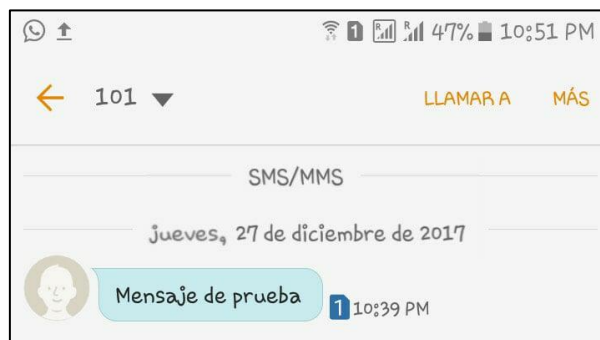 1 R R 47% 10:51 PM
101 LLAMAR A MÁS
SMS/MMS
jueves, 27 de diciembre de 2017
Mensaje de prueba 1 10:39 PM